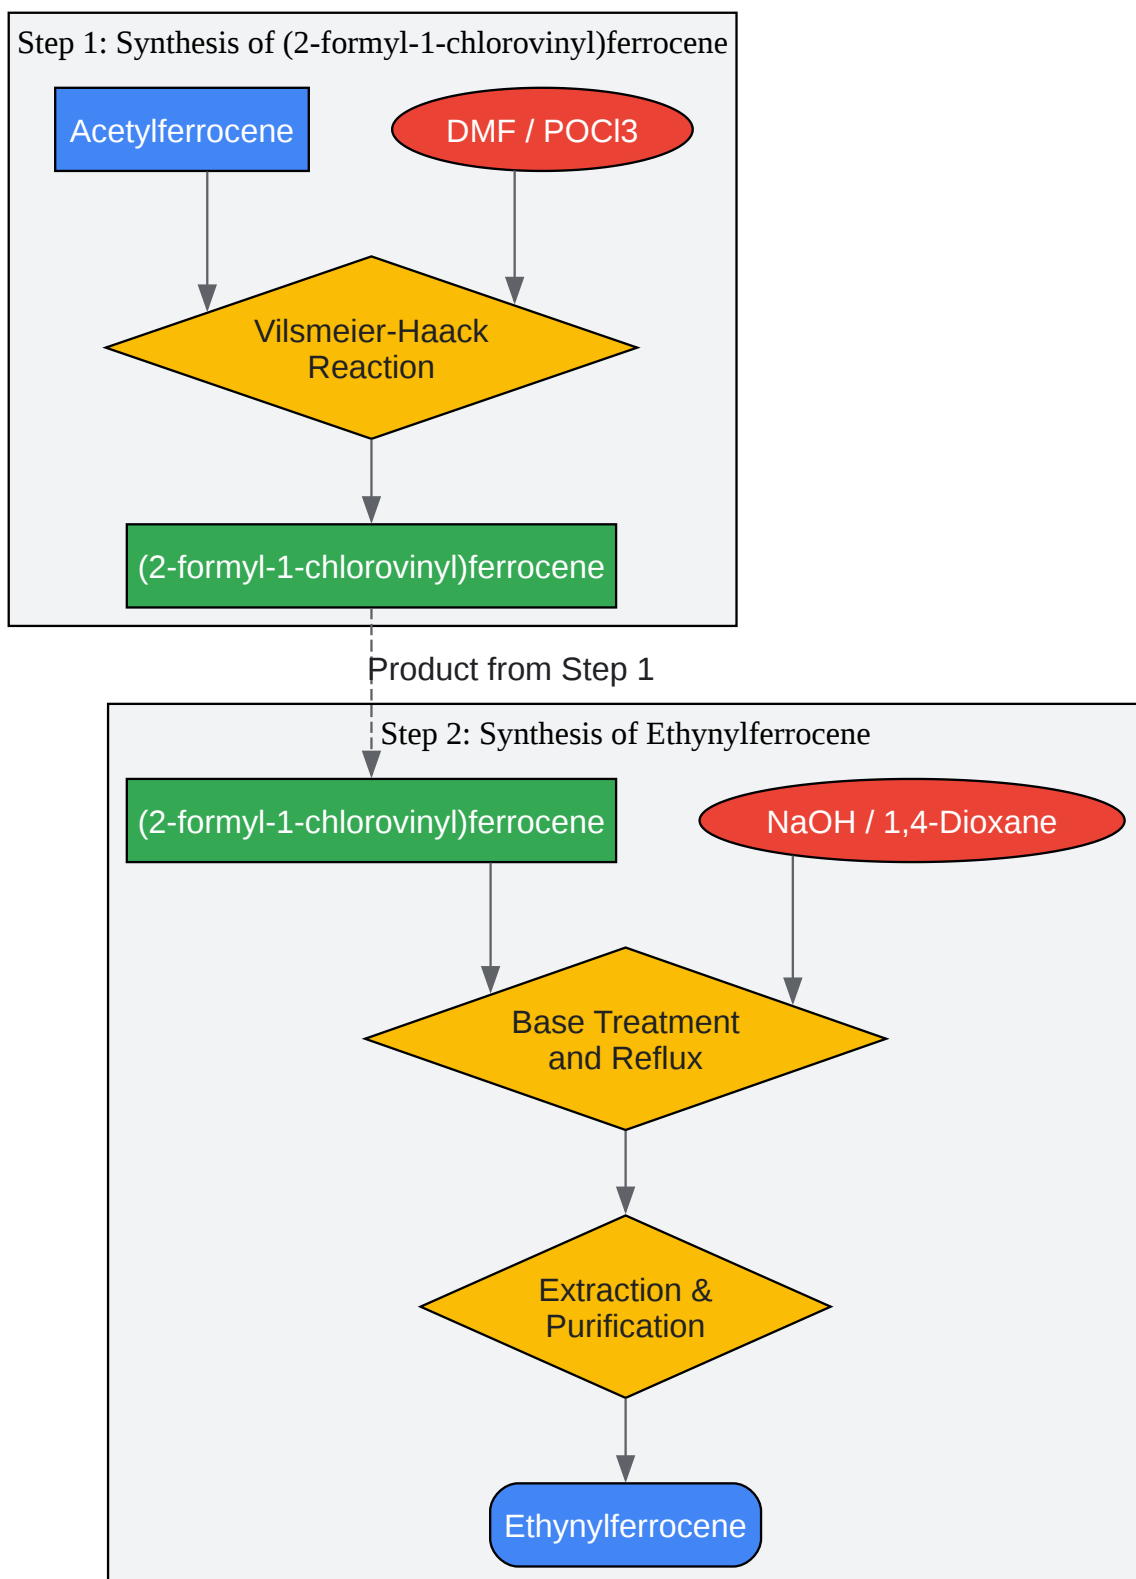 Step 1: Synthesis of (2-formyl-1-chlorovinyl)ferrocene
Acetylferrocene
DMF / POCl3
Vilsmeier-Haack
Reaction
(2-formyl-1-chlorovinyl)ferrocene
Product from Step 1
Step 2: Synthesis of Ethynylferrocene
(2-formyl-1-chlorovinyl)ferrocene
NaOH / 1,4-Dioxane
Base Treatment
and Reflux
Extraction &
Purification
Ethynylferrocene